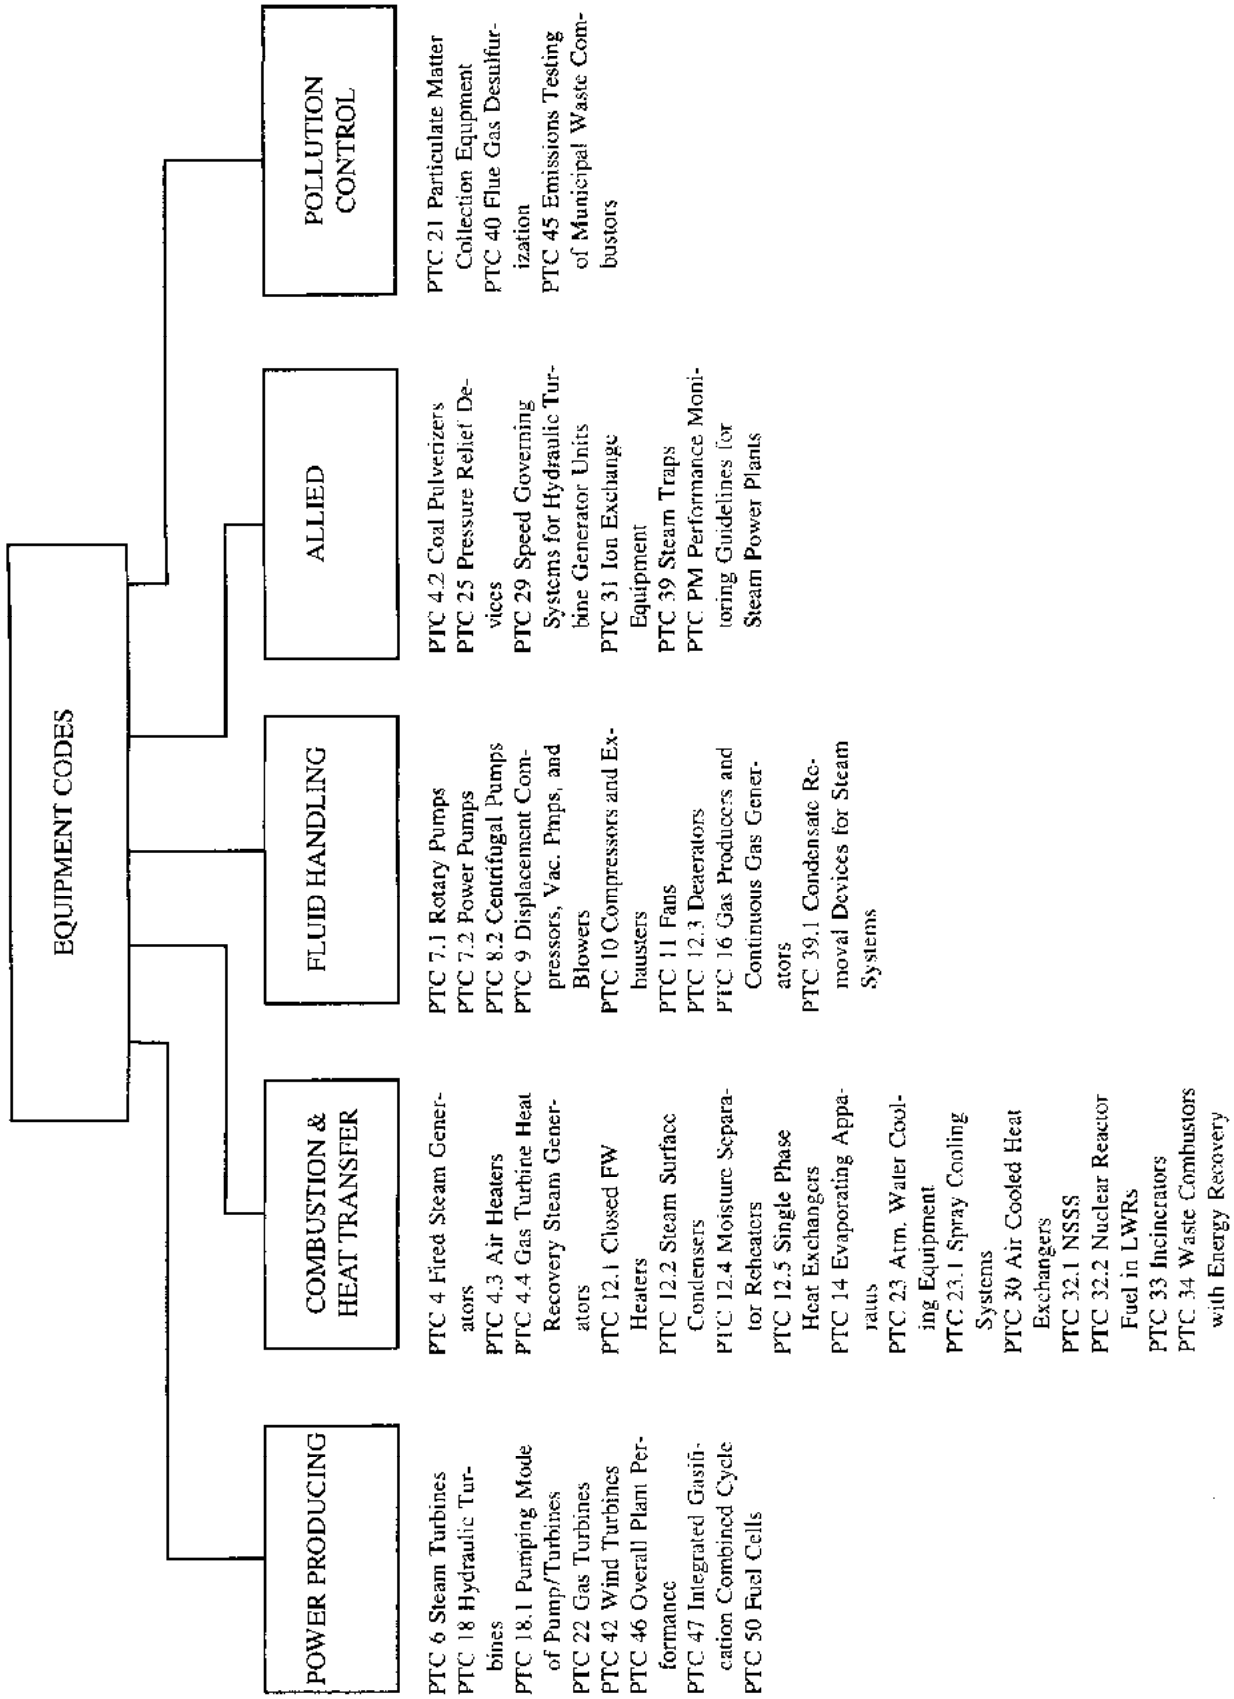 EQUIPMENT CODES
POWER PRODUCING
PTC 6 Steam Turbines
PTC 18 Hydraulic Tur-
bines
PTC 18.1 Pumping Mode
of Pump/Turbines
PTC 22 Gas Turbines
PTC 42 Wind Turbines
PTC 46 Overall Plant Per-
formance
PTC 47 Integrated Gasifi-
cation Combined Cycle
PTC 50 Fuel Cells
COMBUSTION &
HEAT TRANSFER
PTC 4 Fired Steam Gener-
ators
PTC 4.3 Air Heaters
PTC 4.4 Gas Turbine Heat
Recovery Steam Gener-
ators
PTC 12.1 Closed FW
Heaters
PTC 12.2 Steam Surface
Condensers
PTC 12.4 Moisture Separa-
tor Reheaters
PTC 12.5 Single Phase
Heat Exchangers
PTC 14 Evaporating Appa-
ratus
PTC 23 Atm. Water Cool-
ing Equipment
PTC 23.1 Spray Cooling
Systems
PTC 30 Air Cooled Heat
Exchangers
PTC 32.1 NSSS
PTC 32.2 Nuclear Reactor
Fuel in LWRs
PTC 33 Incinerators
PTC 34 Waste Combustors
with Energy Recovery
FLUID HANDLING
PTC 7.1 Rotary Pumps
PTC 7.2 Power Pumps
PTC 8.2 Centrifugal Pumps
PTC 9 Displacement Com-
pressors, Vac. Pmps, and
Blowers
PTC 10 Compressors and Ex-
hausters
PTC 11 Fans
PTC 12.3 Deaerators
PTC 16 Gas Producers and
Continuous Gas Gener-
ators
PTC 39.1 Condensate Re-
moval Devices for Steam
Systems
ALLIED
PTC 4.2 Coal Pulverizers
PTC 25 Pressure Relief De-
vices
PTC 29 Speed Governing
Systems for Hydraulic Tur-
bine Generator Units
PTC 31 Ion Exchange
Equipment
PTC 39 Steam Traps
PTC PM Performance Moni-
toring Guidelines for
Steam Power Plants
POLLUTION
CONTROL
PTC 21 Particulate Matter
Collection Equpment
PTC 40 Flue Gas Desulfur-
ization
PTC 45 Emissions Testing
of Municipal Waste Com-
bustors